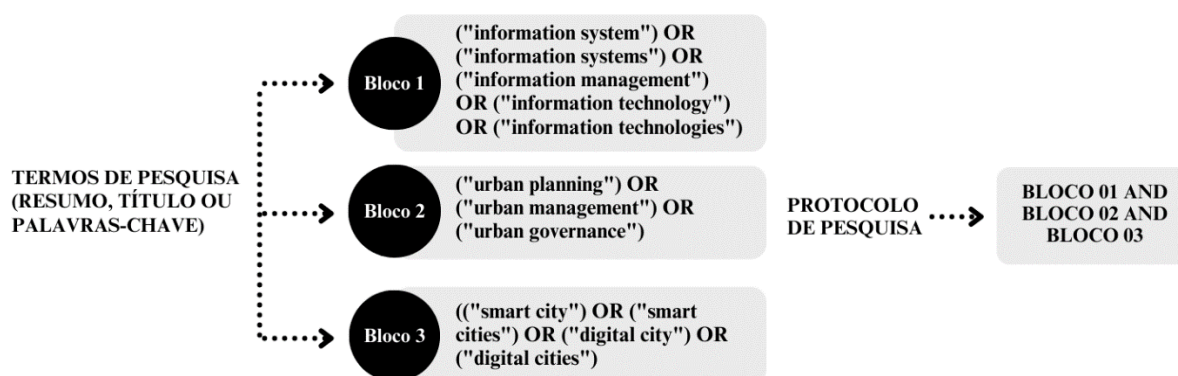 Bloco 1
("information system") OR
("information systems") OR
("information management")
OR ("information technology")
OR ("information technologies")
TERMOS DE PESQUISA
(RESUMO, TÍTULO OU
PALAVRAS-CHAVE)
Bloco 2
("urban planning") OR
("urban management") OR
("urban governance")
PROTOCOLO
DE PESQUISA
BLOCO 01 AND
BLOCO 02 AND
BLOCO 03
Bloco 3
(("smart city") OR ("smart
cities") OR ("digital city") OR
("digital cities")